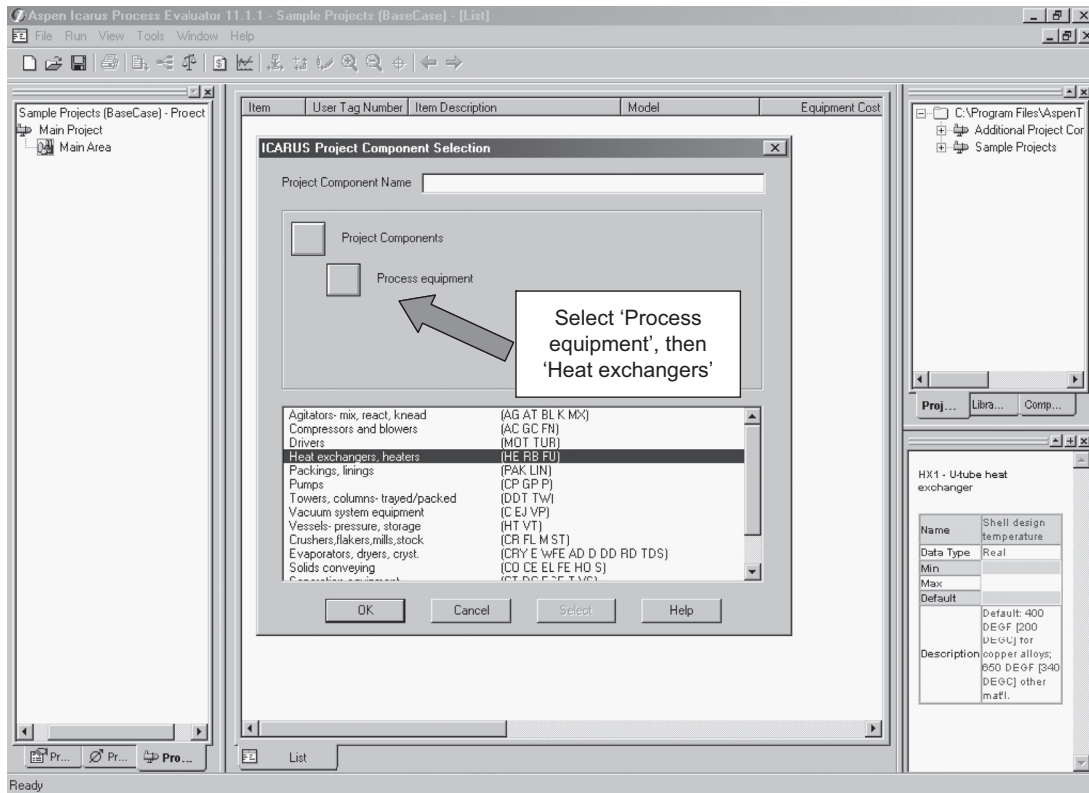 Aspen Icarus Process Evaluator 11.1.1 - Sample Projects (BaseCase) - [List]
File Run View Tools Window Help
Sample Projects (BaseCase) - Proect
Main Project
Main Area
Item User Tag Number Item Description Model Equipment Cost
ICARUS Project Component Selection
Project Component Name
Project Components
Process equipment
Select ‘Process
equipment’, then
‘Heat exchangers’
Agitators- mix, react, knead (AG AT BL K MX)
Compressors and blowers (AC GC FN)
Drivers (MOT TUR)
Heat exchangers, heaters (HE RB FU)
Packings, linings (PAK LIN)
Pumps (CP GP P)
Towers, columns- trayed/packed (DDT TW)
Vacuum system equipment (C EJ VP)
Vessels- pressure, storage (HT VT)
Crushers,flakers,mills,stock (CR FL M ST)
Evaporators, dryers, cryst. (CRY E WFE AD D DD RD TDS)
Solids conveying (CO CE EL FE HO S)
OK Cancel Select Help
C:\Program Files\AspenT
Additional Project Cor
Sample Projects
Proj... Libra... Comp...
HX1 - U-tube heat
exchanger
Name Shell design
temperature
Data Type Real
Min
Max
Default
Description Default: 400
DEGF [200
DEGC] for
copper alloys;
650 DEGF [340
DEGC] other
mat'l.
Pr... Pr... Pro...
List
Ready